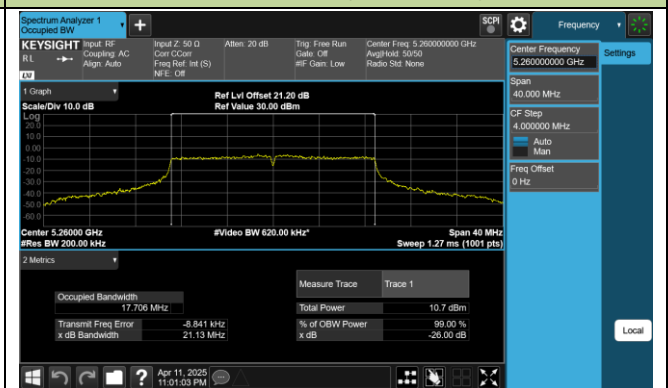 Spectrum Analyzer 1
Occupied BW
SCPI
Frequency
KEYSIGHT
Input: RF
Input Z: 50 Ω
Atten: 20 dB
Trig: Free Run
Center Freq: 5.260000000 GHz
RL
Coupling: AC
Corr CCorr
Gate: Off
Avg|Hold: 50/50
Align: Auto
Freq Ref: Int (S)
#IF Gain: Low
Radio Std: None
LXI
NFE: Off
Center Frequency
5.260000000 GHz
Settings
Span
40.000 MHz
CF Step
4.000000 MHz
Auto
Man
Freq Offset
0 Hz
1 Graph
Ref Lvl Offset 21.20 dB
Scale/Div 10.0 dB
Ref Value 30.00 dBm
Log
20.0
10.0
0.00
-10.0
-20.0
-30.0
-40.0
-50.0
-60.0
Center 5.26000 GHz
#Video BW 620.00 kHz*
Span 40 MHz
#Res BW 200.00 kHz
Sweep 1.27 ms (1001 pts)
2 Metrics
Measure Trace
Trace 1
Occupied Bandwidth
17.706 MHz
Total Power
10.7 dBm
Transmit Freq Error
-8.841 kHz
% of OBW Power
99.00 %
x dB Bandwidth
21.13 MHz
x dB
-26.00 dB
Local
?
Apr 11, 2025
11:01:03 PM